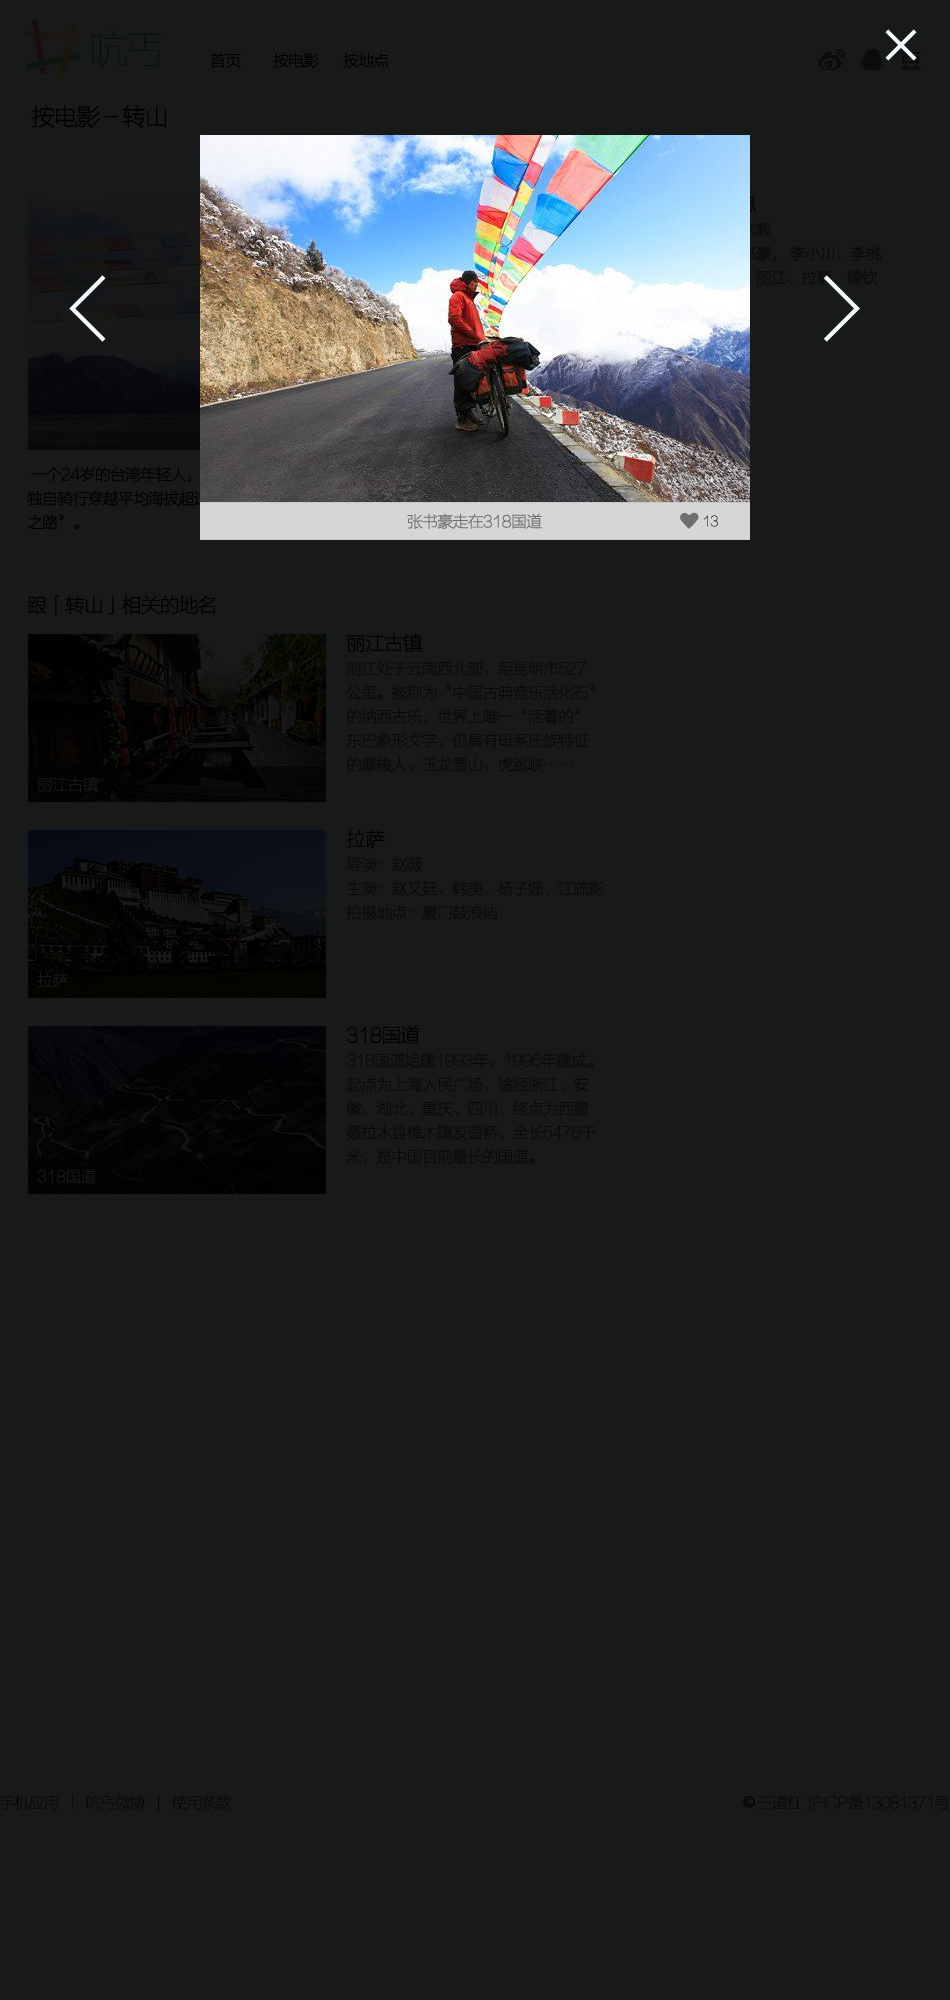 吭丐
首页 按电影 按地点
按电影－转山
豪， 李小川、李桃
丽江、拉萨、德钦
一个24岁的台湾年轻人，
独自骑行穿越平均海拔超
之路”。
张书豪走在318国道
13
跟「转山」相关的地名
丽江古镇
丽江处于云南西北部，距昆明市527
公里。被称为“中国古典音乐活化石”
的纳西古乐，世界上唯一“活着的”
东巴象形文字，仍具有母系氏族特征
的摩梭人，玉龙雪山，虎跳峡……
丽江古镇
拉萨
导演：赵薇
主演：赵又廷、韩庚、杨子姗、江疏影
拍摄地点：厦门鼓浪屿
拉萨
318国道
318国道始建1993年，1996年建成。
起点为上海人民广场，途径浙江、安
徽、湖北、重庆、四川、终点为西藏
聂拉木县樟木镇友谊桥，全长5476千
米，是中国目前最长的国道。
318国道
手机应用 | 吭丐微博 | 使用条款
© 三道杠 沪ICP备13081371号